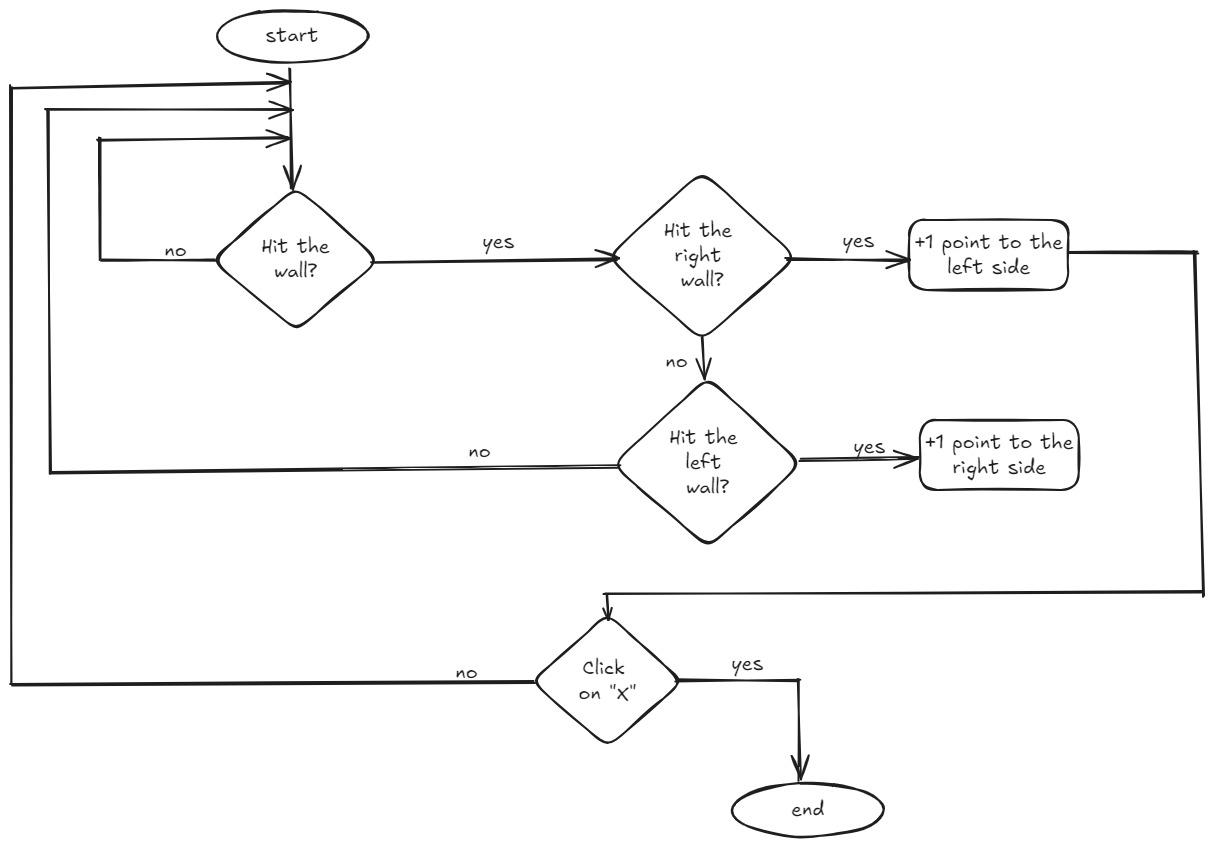 start
Hit the
wall?
no
yes
Hit the
right
wall?
yes
+1 point to the
left side
no
Hit the
left
wall?
no
yes
+1 point to the
right side
Click
on "X"
no
yes
end